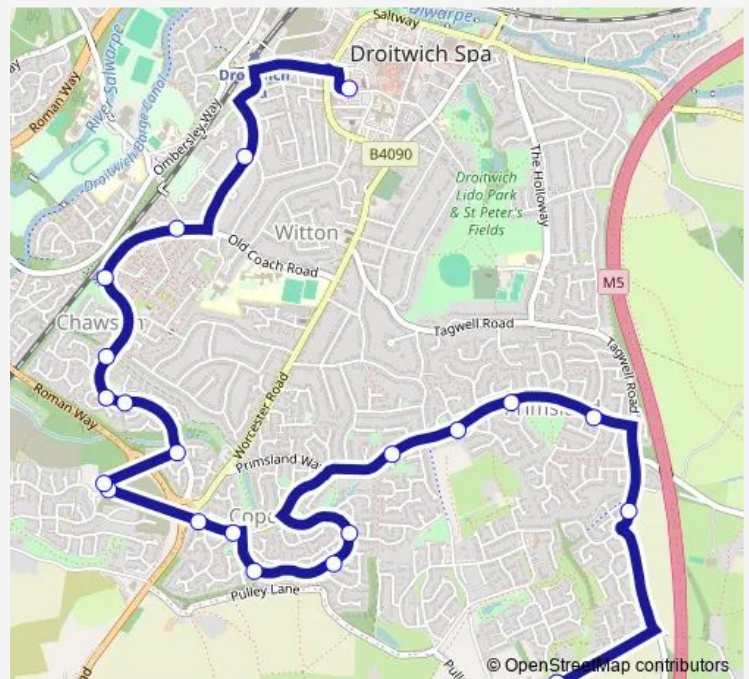 Saltway
Salwarpe
Droitwich Spa
Roman Way
River Salwarpe
Droitwich Barge Canal
Ombersley Way
B4090
The Holloway
Droitwich
Lido Park
& St Peter's
Fields
Witton
Old Coach Road
M5
Tagwell Road
Tagwell Road
Roman Way
Worcester Road
Primsland Wa
Pulley Lane
© OpenStreetMap contributors